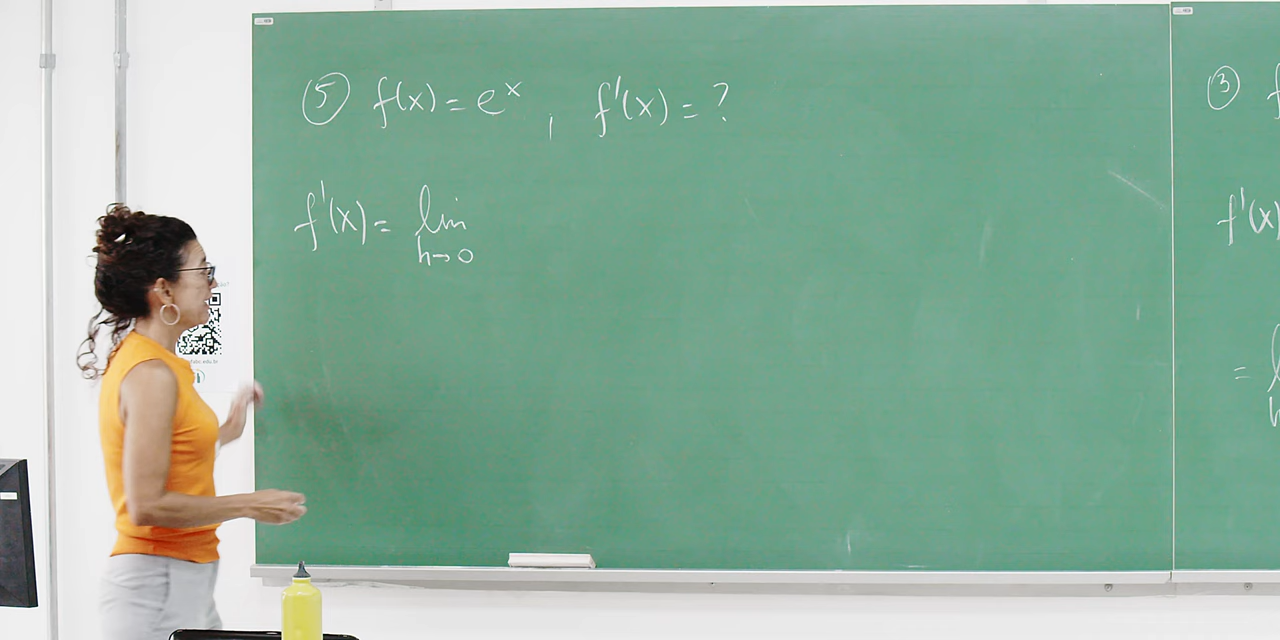 ⑤ f(x) = e^x , f'(x) = ?
f'(x) = lim
h→0
③ f
f'(x)
=